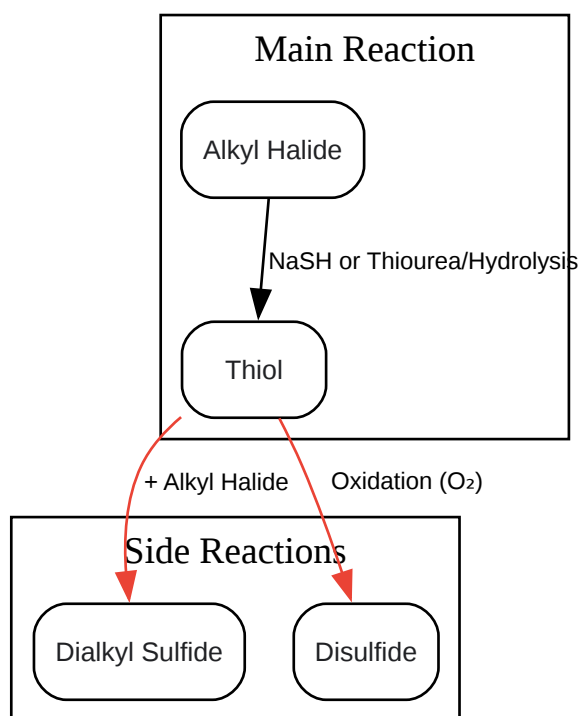 Main Reaction
Alkyl Halide
NaSH or Thiourea/Hydrolysis
Thiol
+ Alkyl Halide
Oxidation (O₂)
Side Reactions
Dialkyl Sulfide
Disulfide